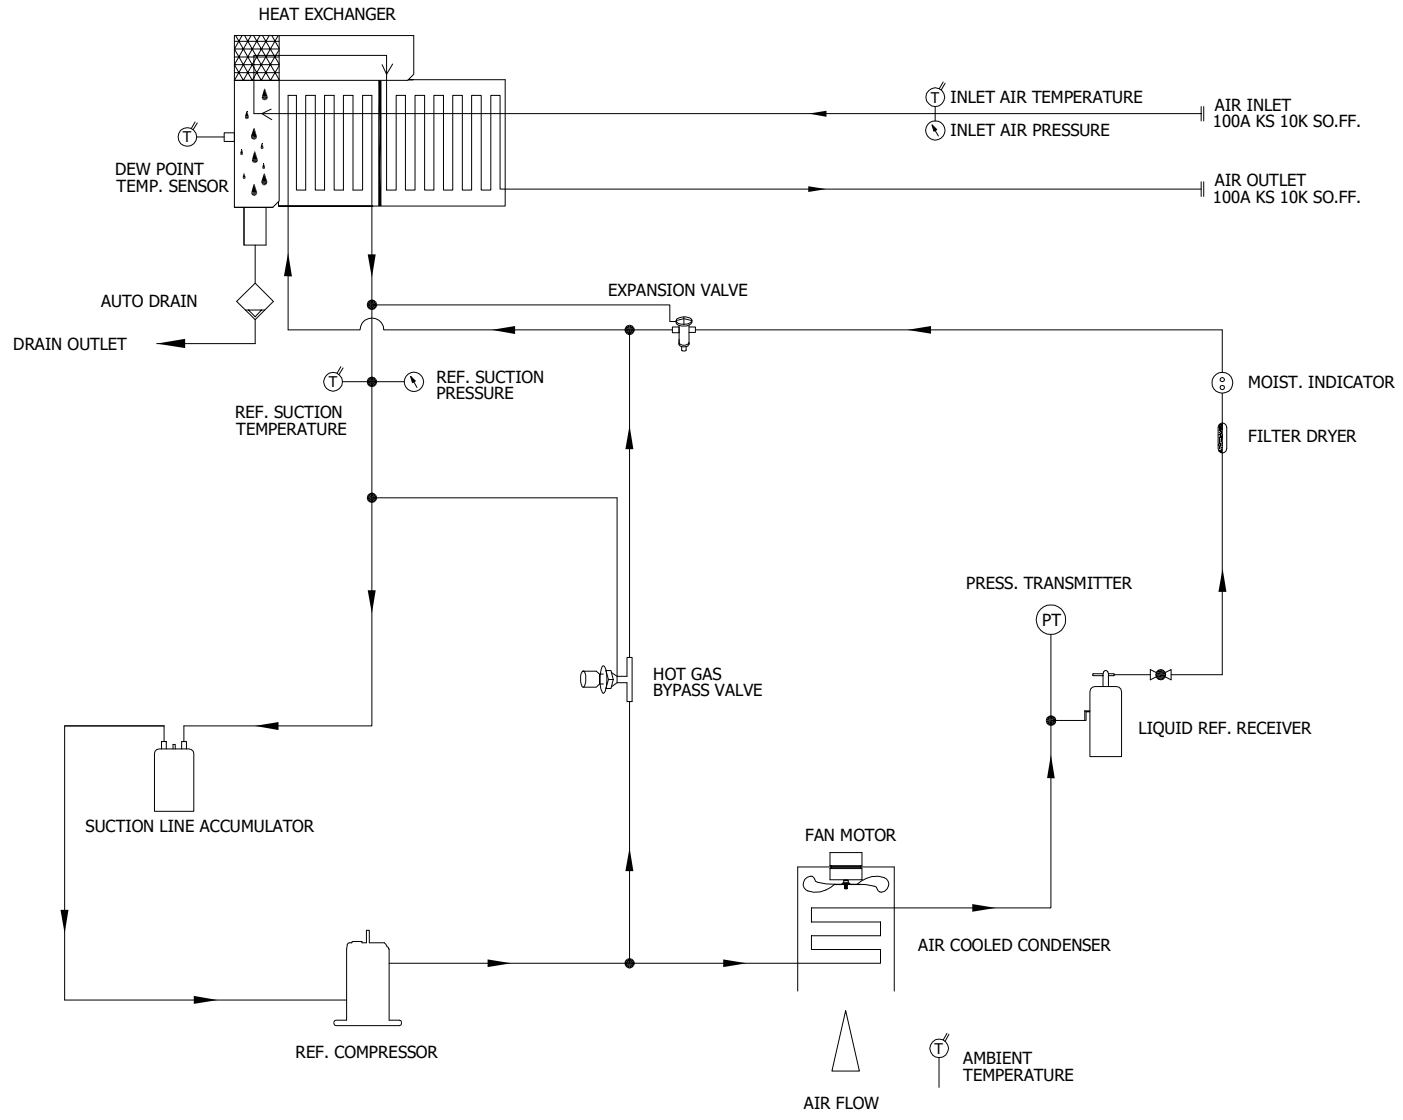 HEAT EXCHANGER
T
INLET AIR TEMPERATURE
INLET AIR PRESSURE
AIR INLET
100A KS 10K SO.FF.
T
DEW POINT
TEMP. SENSOR
AIR OUTLET
100A KS 10K SO.FF.
AUTO DRAIN
DRAIN OUTLET
EXPANSION VALVE
T
REF. SUCTION
PRESSURE
REF. SUCTION
TEMPERATURE
MOIST. INDICATOR
FILTER DRYER
PRESS. TRANSMITTER
PT
HOT GAS
BYPASS VALVE
LIQUID REF. RECEIVER
SUCTION LINE ACCUMULATOR
FAN MOTOR
AIR COOLED CONDENSER
REF. COMPRESSOR
T
AMBIENT
TEMPERATURE
AIR FLOW